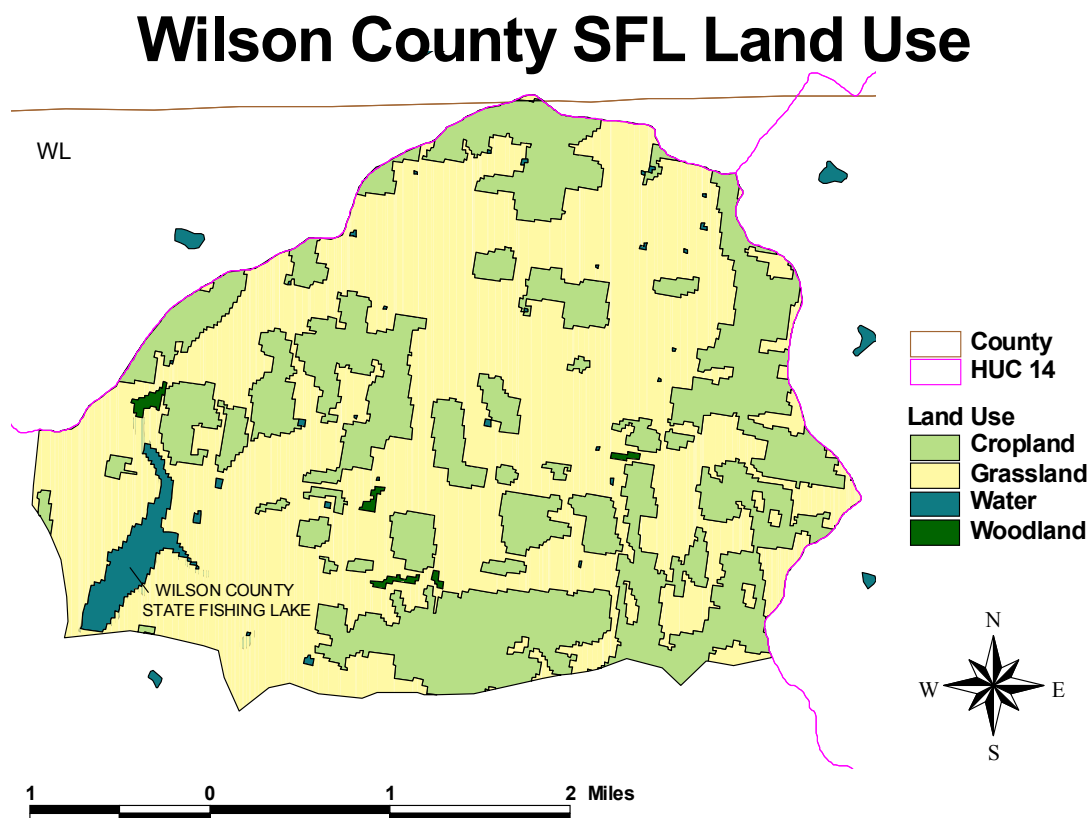 Wilson County SFL Land Use
WL
County
HUC 14
Land Use
Cropland
Grassland
Water
Woodland
WILSON COUNTY
STATE FISHING LAKE
N
W E
S
1 0 1 2 Miles